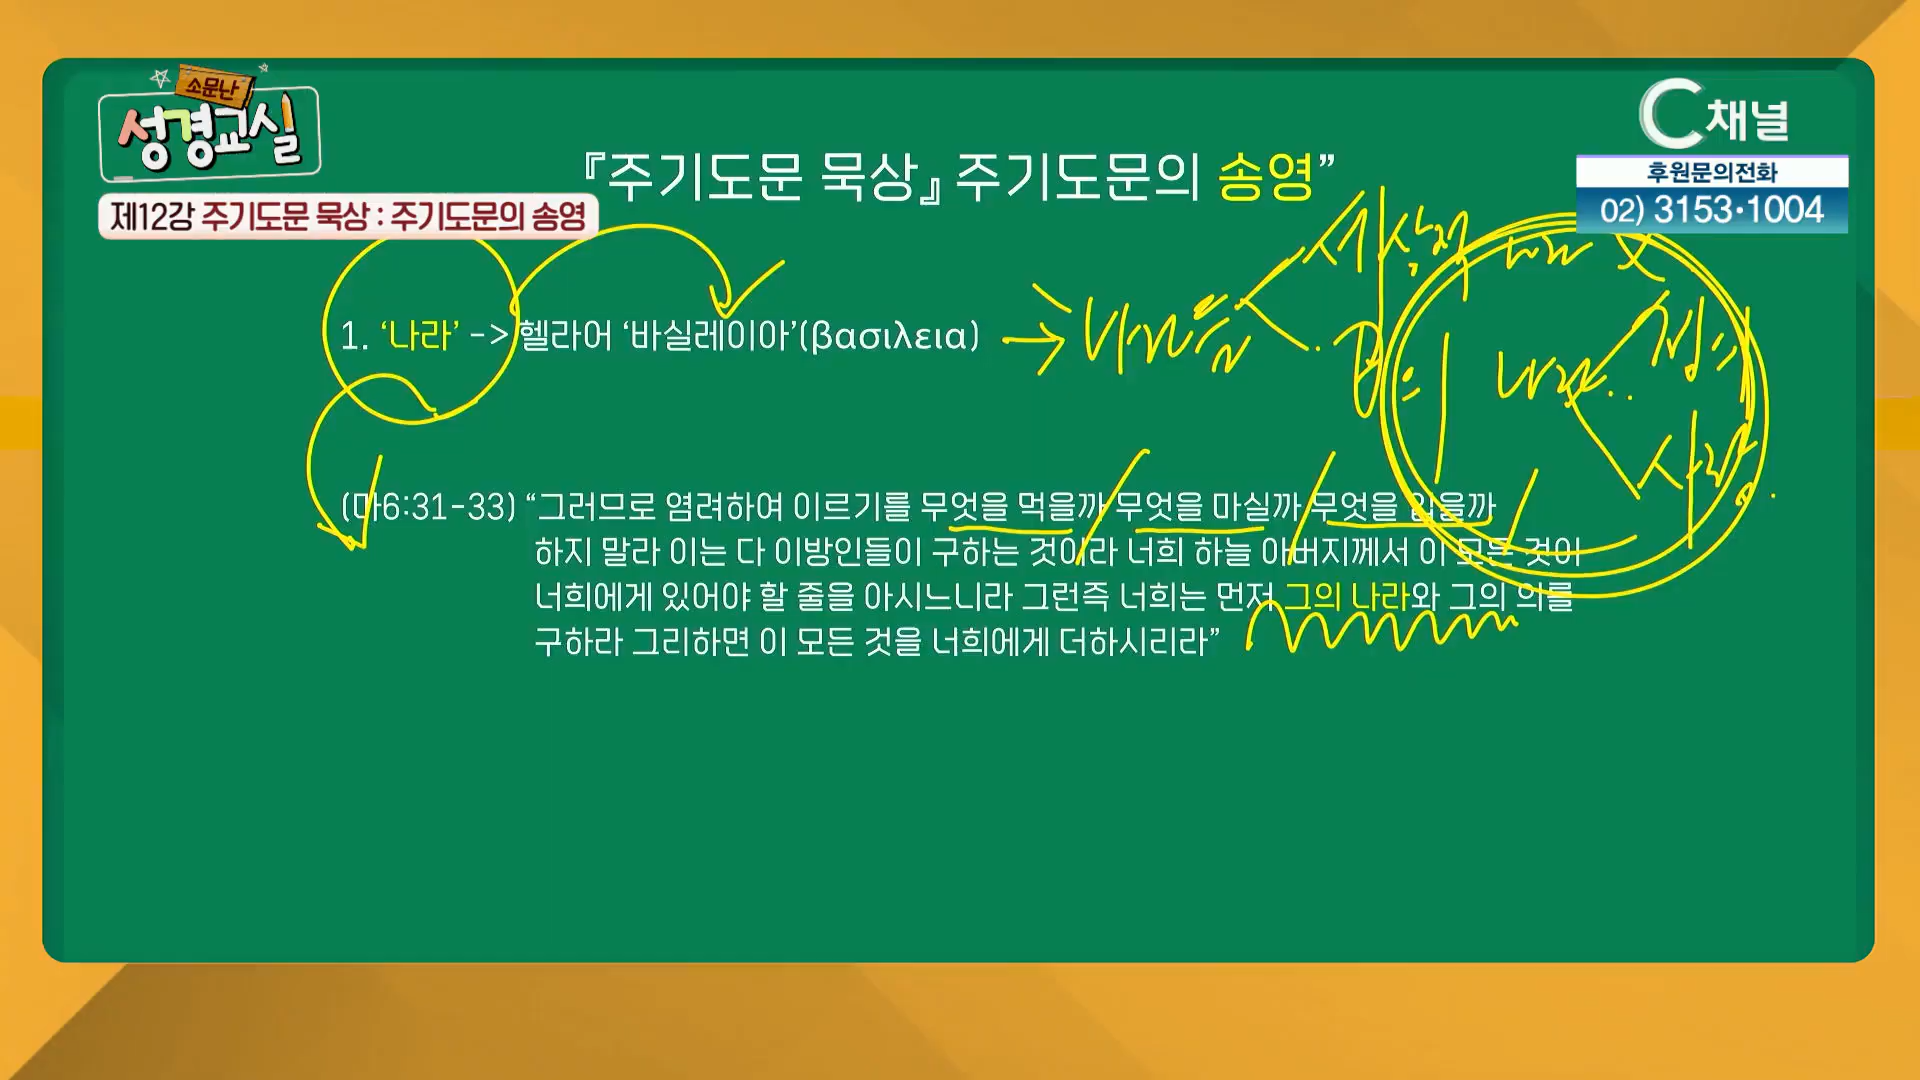 소문난
성경교실
제12강 주기도문 묵상 : 주기도문의 송영
C채널
후원문의전화
02) 3153·1004
『주기도문 묵상』 주기도문의 송영”
1. ‘나라’ -> 헬라어 ‘바실레이아’(βασιλεια)
(마6:31-33) “그러므로 염려하여 이르기를 무엇을 먹을까 무엇을 마실까 무엇을 입을까
하지 말라 이는 다 이방인들이 구하는 것이라 너희 하늘 아버지께서 이 모든 것이
너희에게 있어야 할 줄을 아시느니라 그런즉 너희는 먼저 그의 나라와 그의 의를
구하라 그리하면 이 모든 것을 너희에게 더하시리라”